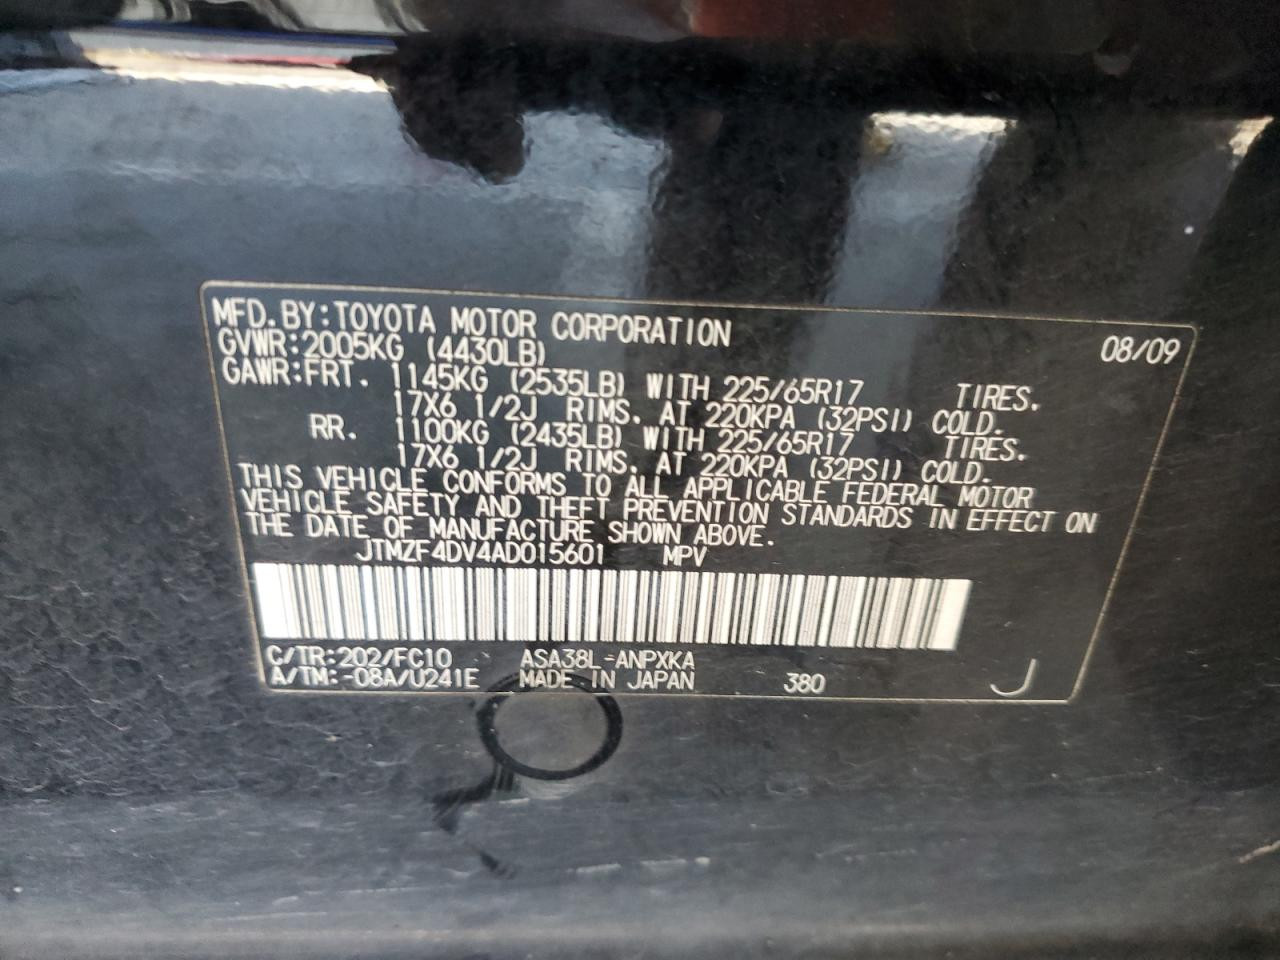 MFD. BY: TOYOTA MOTOR CORPORATION 08/09
GVWR: 2005KG (4430LB)
GAWR: FRT. 1145KG (2535LB) WITH 225/65R17 TIRES.
17X6 1/2J RIMS. AT 220KPA (32PSI) COLD.
RR. 1100KG (2435LB) WITH 225/65R17 TIRES.
17X6 1/2J RIMS. AT 220KPA (32PSI) COLD.
THIS VEHICLE CONFORMS TO ALL APPLICABLE FEDERAL MOTOR
VEHICLE SAFETY AND THEFT PREVENTION STANDARDS IN EFFECT ON
THE DATE OF MANUFACTURE SHOWN ABOVE.
JTMZF4DV4AD015601 MPV
C/TR: 202/FC10 ASA38L-ANPXKA
A/TM: -08A/U241E MADE IN JAPAN 380 J